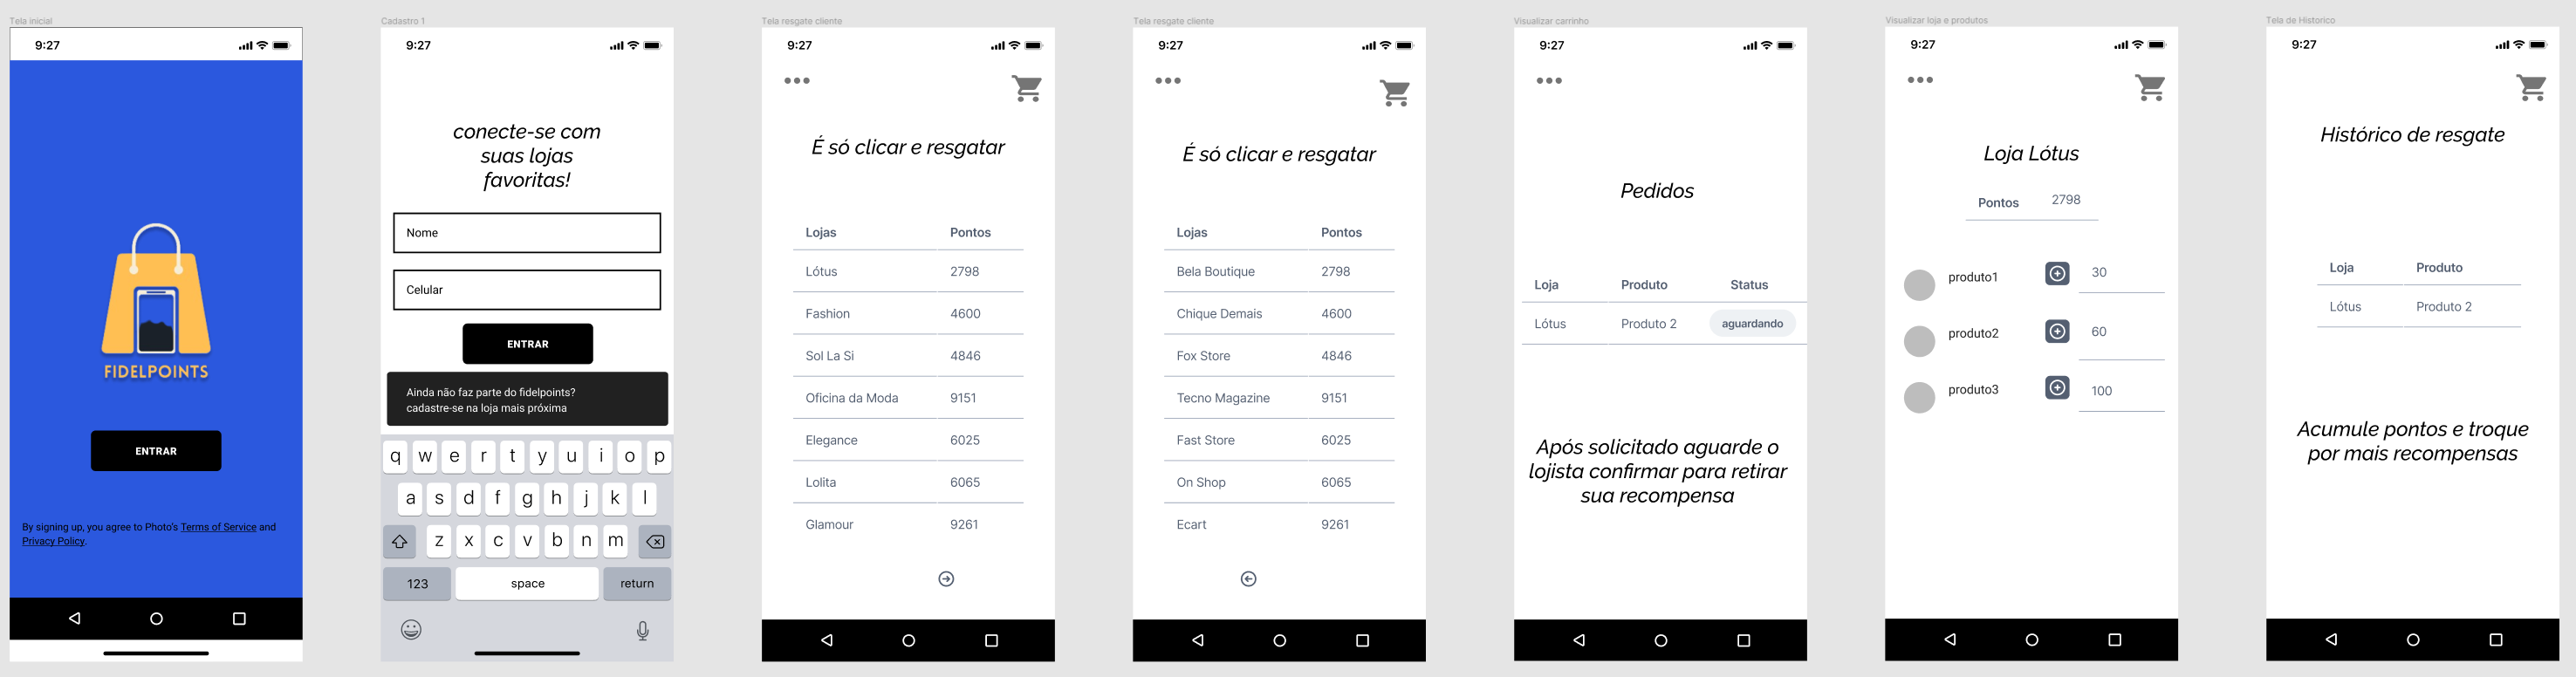 Tela inicial
9:27
FIDELPOINTS
ENTRAR
By signing up, you agree to Photo's Terms of Service and
Privacy Policy.
Cadastro 1
9:27
conecte-se com
suas lojas
favoritas!
Nome
Celular
ENTRAR
Ainda não faz parte do fidelpoints?
cadastre-se na loja mais próxima
q w e r t y u i o p
a s d f g h j k l
z x c v b n m
123 space return
Tela resgate cliente
9:27
É só clicar e resgatar
Lojas Pontos
Lótus 2798
Fashion 4600
Sol La Si 4846
Oficina da Moda 9151
Elegance 6025
Lolita 6065
Glamour 9261
Tela resgate cliente
9:27
É só clicar e resgatar
Lojas Pontos
Bela Boutique 2798
Chique Demais 4600
Fox Store 4846
Tecno Magazine 9151
Fast Store 6025
On Shop 6065
Ecart 9261
Visualizar carrinho
9:27
Pedidos
Loja Produto Status
Lótus Produto 2 aguardando
Após solicitado aguarde o
lojista confirmar para retirar
sua recompensa
Visualizar loja e produtos
9:27
Loja Lótus
Pontos 2798
produto1 30
produto2 60
produto3 100
Tela de Historico
9:27
Histórico de resgate
Loja Produto
Lótus Produto 2
Acumule pontos e troque
por mais recompensas